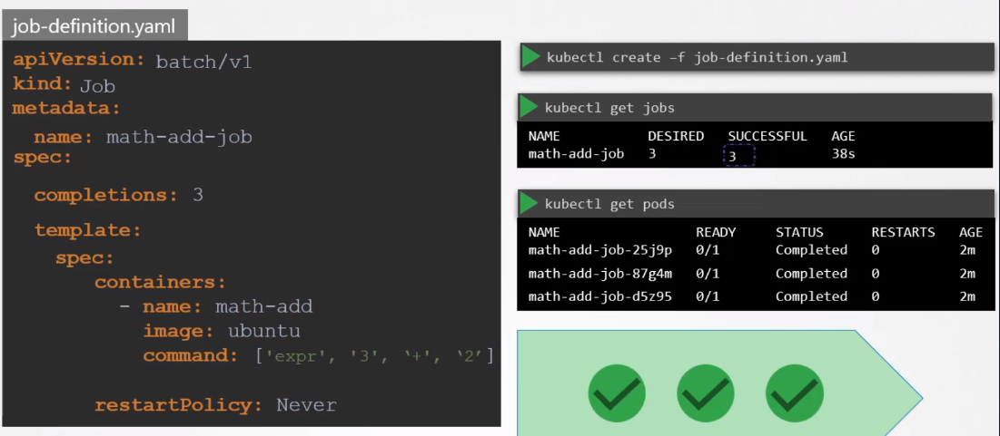 job-definition.yaml
apiVersion: batch/v1
kind: Job
metadata:
name: math-add-job
spec:
completions: 3
template:
spec:
containers:
- name: math-add
image: ubuntu
command: ['expr', '3', ‘+', ‘2’]
restartPolicy: Never
kubectl create –f job-definition.yaml
kubectl get jobs
NAME DESIRED SUCCESSFUL AGE
math-add-job 3 3 38s
kubectl get pods
NAME READY STATUS RESTARTS AGE
math-add-job-25j9p 0/1 Completed 0 2m
math-add-job-87g4m 0/1 Completed 0 2m
math-add-job-d5z95 0/1 Completed 0 2m